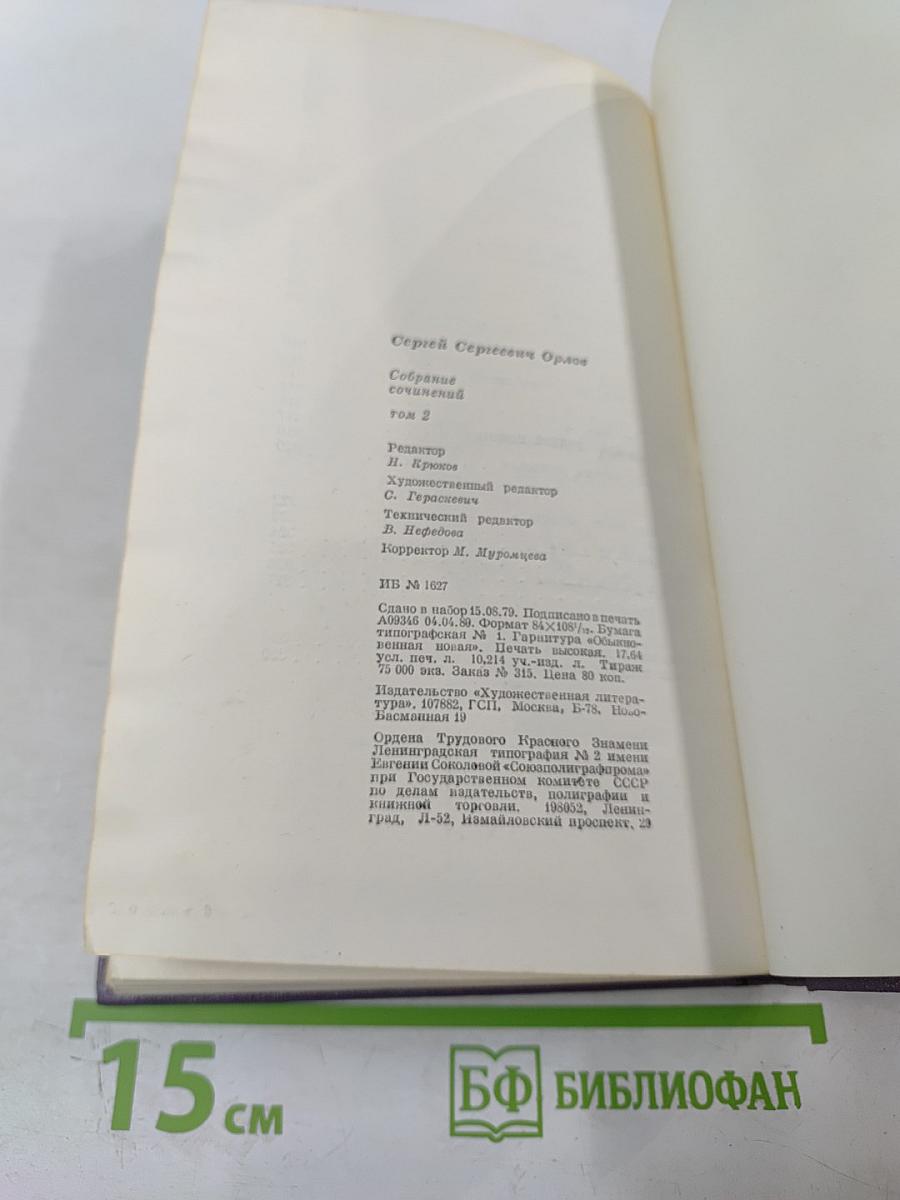 Сергей Сергеевич Орлов
Собрание
сочинений
том 2
Редактор
Н. Крюков
Художественный редактор
С. Гераскевич
Технический редактор
В. Нефедова
Корректор М. Муромцева
ИБ № 1627
Сдано в набор 15.08.79. Подписано в печать
А09346 04.04.80. Формат 84×108¹/₃₂. Бумага
типографская № 1. Гарнитура «Обыкно-
венная новая». Печать высокая. 17,64
усл. печ. л. 10,214 уч.-изд. л. Тираж
75 000 экз. Заказ № 315. Цена 80 коп.
Издательство «Художественная литера-
тура». 107882, ГСП, Москва, Б-78, Ново-
Басманная 19
Ордена Трудового Красного Знамени
Ленинградская типография № 2 имени
Евгении Соколовой «Союзполиграфпрома»
при Государственном комитете СССР
по делам издательств, полиграфии и
книжной торговли. 198052, Ленин-
град, Л-52, Измайловский проспект, 29
15 см
БФ БИБЛИОФАН